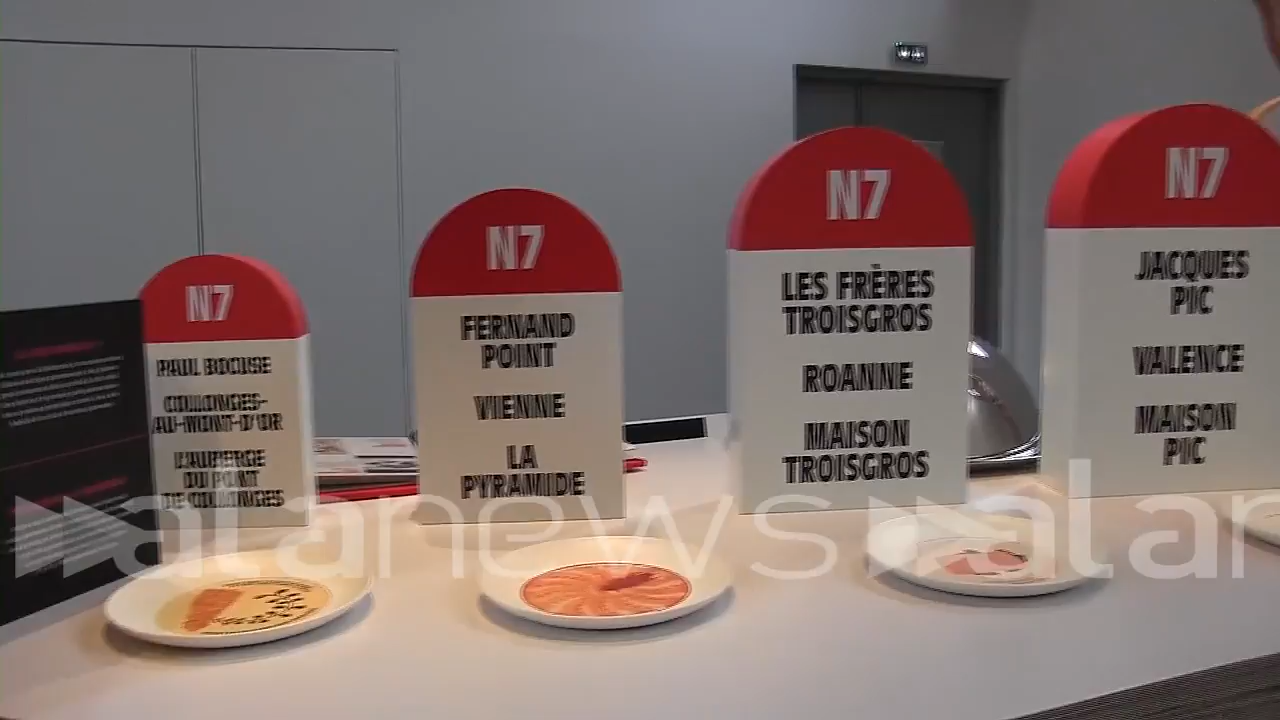 N7
PAUL BOCUSE
COLLONGES-
AU-MONT-D'OR
L'AUBERGE
DU PONT
DE COLLONGES
N7
FERNAND
POINT
VIENNE
LA
PYRAMIDE
N7
LES FRÈRES
TROISGROS
ROANNE
MAISON
TROISGROS
N7
JACQUES
PIC
VALENCE
MAISON
PIC
alanews alan